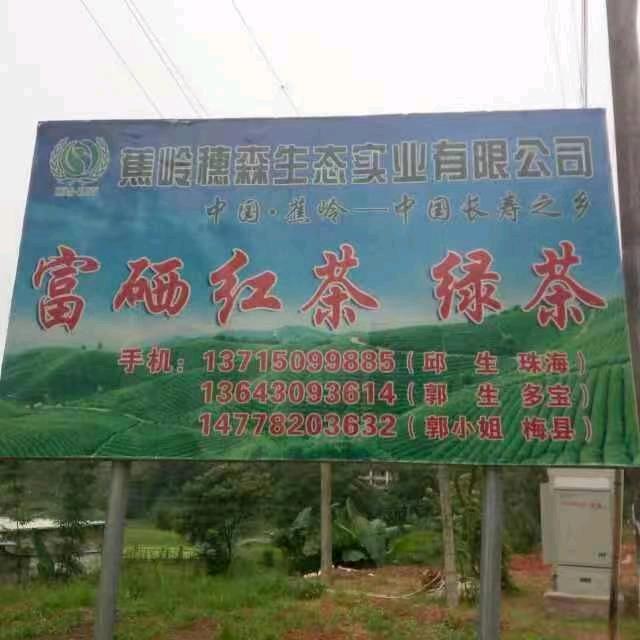 蕉岭穗森生态实业有限公司
中国·蕉岭—中国长寿之乡
富硒红茶 绿茶
手机：13715099885（邱 生 珠海）
13643093614（郭 生 多宝）
14778203632（郭小姐 梅县）